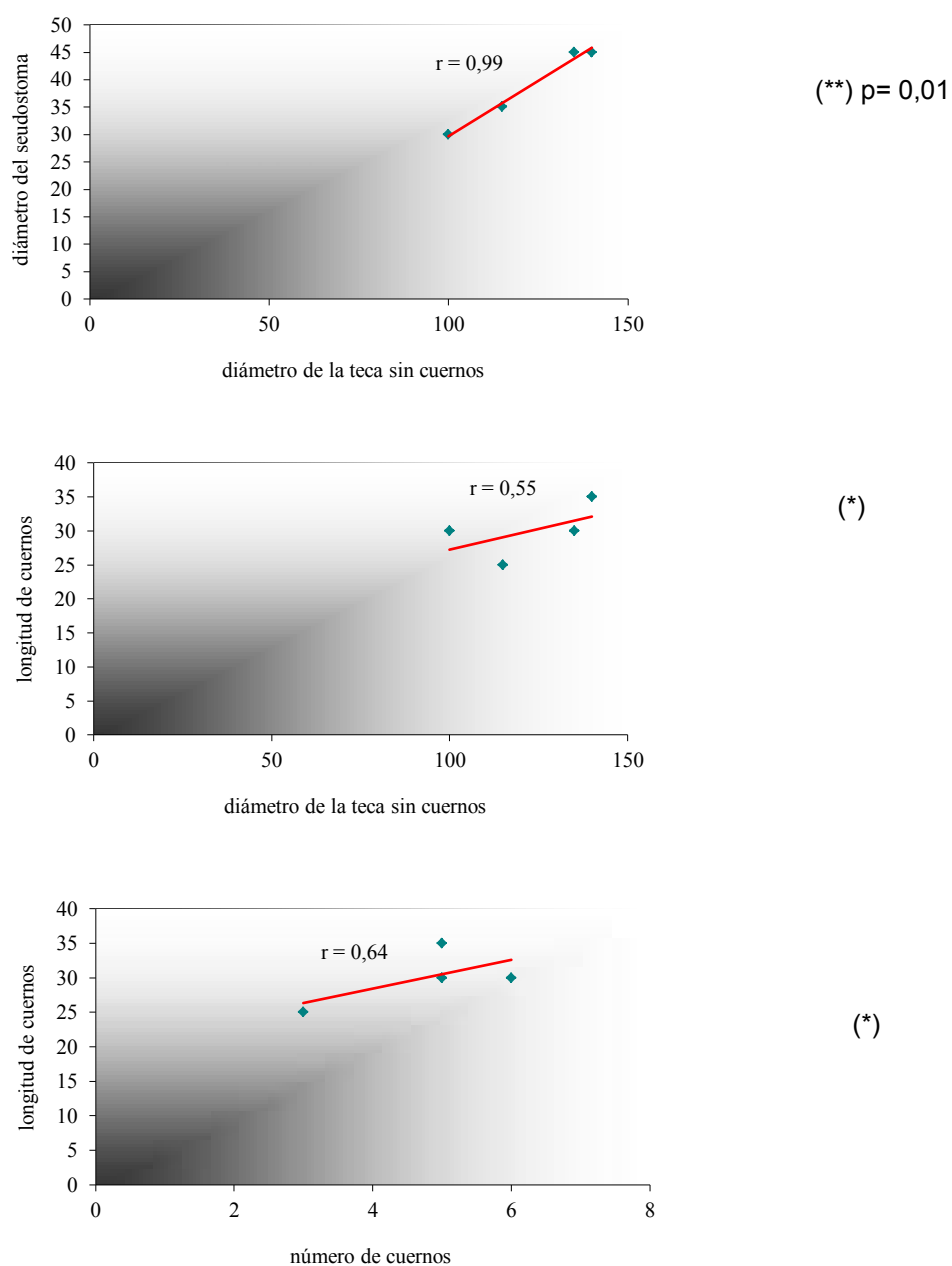 50
45
40
35
30
25
20
15
10
5
0
diámetro del seudostoma
r = 0,99
(**) p= 0,01
0 50 100 150
diámetro de la teca sin cuernos
40
35
30
25
20
15
10
5
0
longitud de cuernos
r = 0,55
(*)
0 50 100 150
diámetro de la teca sin cuernos
40
35
30
25
20
15
10
5
0
longitud de cuernos
r = 0,64
(*)
0 2 4 6 8
número de cuernos